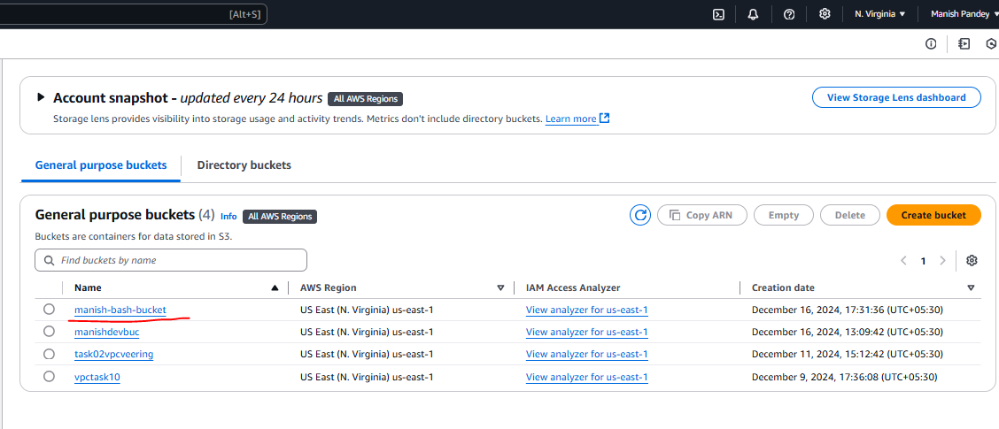 [Alt+S] N. Virginia ▼ Manish Pandey ▼
Account snapshot - updated every 24 hours All AWS Regions View Storage Lens dashboard
Storage lens provides visibility into storage usage and activity trends. Metrics don't include directory buckets. Learn more
General purpose buckets Directory buckets
General purpose buckets (4) Info All AWS Regions Copy ARN Empty Delete Create bucket
Buckets are containers for data stored in S3.
Find buckets by name 1
Name AWS Region IAM Access Analyzer Creation date
manish-bash-bucket US East (N. Virginia) us-east-1 View analyzer for us-east-1 December 16, 2024, 17:31:36 (UTC+05:30)
manishdevbuc US East (N. Virginia) us-east-1 View analyzer for us-east-1 December 16, 2024, 13:09:42 (UTC+05:30)
task02vpcveering US East (N. Virginia) us-east-1 View analyzer for us-east-1 December 11, 2024, 15:12:42 (UTC+05:30)
vpctask10 US East (N. Virginia) us-east-1 View analyzer for us-east-1 December 9, 2024, 17:36:08 (UTC+05:30)